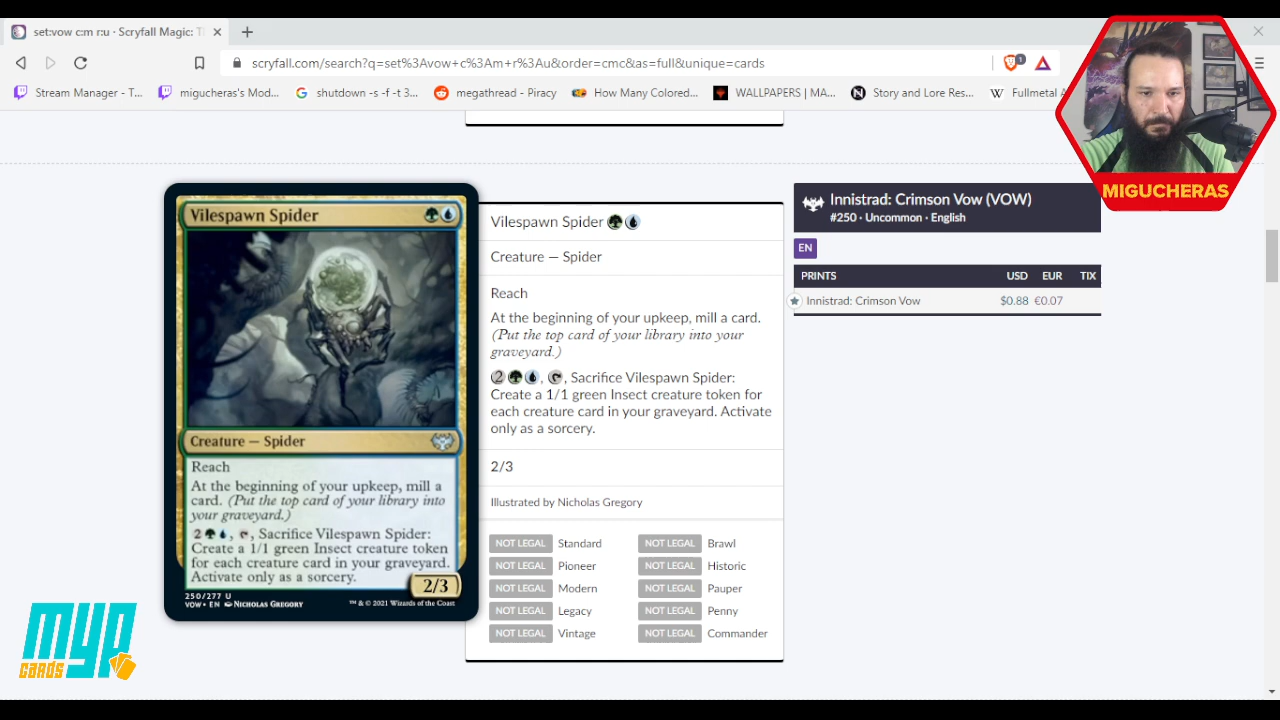 set:vow c:m r:u · Scryfall Magic: T
scryfall.com/search?q=set%3Avow+c%3Am+r%3Au&order=cmc&as=full&unique=cards
1
Stream Manager - T...
migucheras's Mod...
shutdown -s -f -t 3...
megathread - Piracy
How Many Colored...
WALLPAPERS | MA...
Story and Lore Res...
Fullmetal
MIGUCHERAS
Vilespawn Spider
Creature — Spider
Reach
At the beginning of your upkeep, mill a
card. (Put the top card of your library into
your graveyard.)
2, Sacrifice Vilespawn Spider:
Create a 1/1 green Insect creature token
for each creature card in your graveyard.
Activate only as a sorcery.
2/3
250/277 U
VOW • EN Nicholas Gregory
™ & © 2021 Wizards of the Coast
Vilespawn Spider
Creature — Spider
Reach
At the beginning of your upkeep, mill a card.
(Put the top card of your library into your
graveyard.)
2, Sacrifice Vilespawn Spider:
Create a 1/1 green Insect creature token for
each creature card in your graveyard. Activate
only as a sorcery.
2/3
Illustrated by Nicholas Gregory
NOT LEGAL Standard NOT LEGAL Brawl
NOT LEGAL Pioneer NOT LEGAL Historic
NOT LEGAL Modern NOT LEGAL Pauper
NOT LEGAL Legacy NOT LEGAL Penny
NOT LEGAL Vintage NOT LEGAL Commander
Innistrad: Crimson Vow (VOW)
#250 · Uncommon · English
EN
PRINTS USD EUR TIX
Innistrad: Crimson Vow $0.88 €0.07
myp
cards